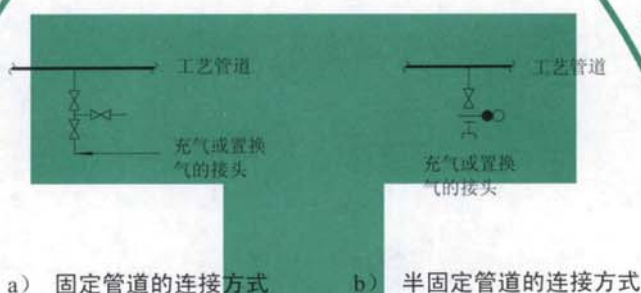 工艺管道
工艺管道
充气或置换
气的接头
充气或置换
气的接头
a） 固定管道的连接方式
b） 半固定管道的连接方式